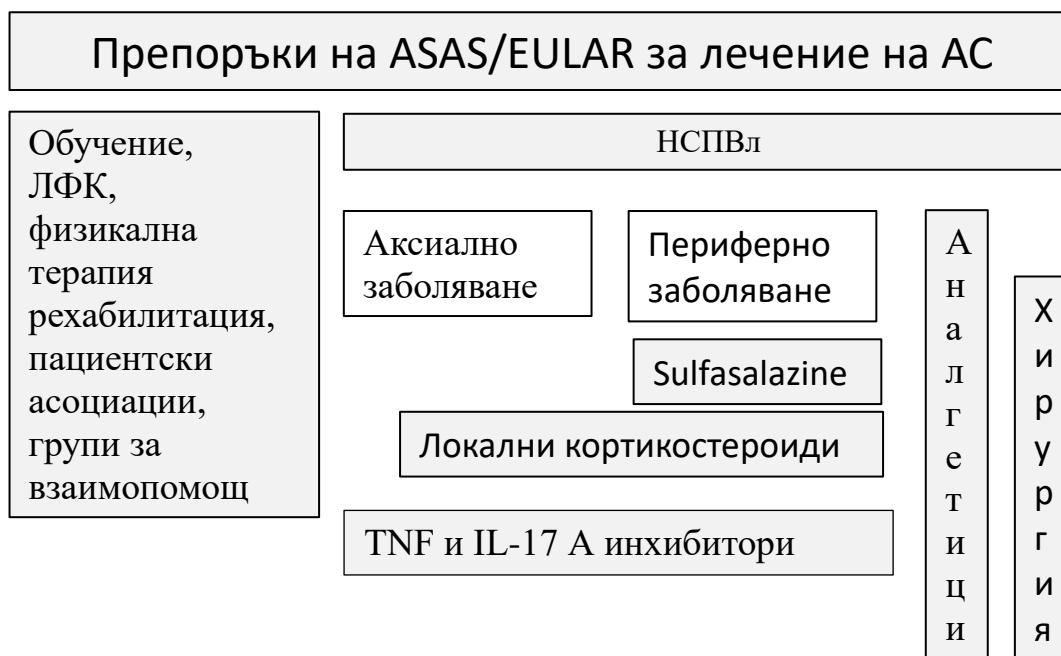 Препоръки на ASAS/EULAR за лечение на АС
Обучение,
ЛФК,
физикална
терапия
рехабилитация,
пациентски
асоциации,
групи за
взаимопомощ
НСПВл
Аксиално
заболяване
Периферно
заболяване
Sulfasalazine
Локални кортикостероиди
TNF и IL-17 А инхибитори
А
н
а
л
г
е
т
и
ц
и
Х
и
р
у
р
г
и
я